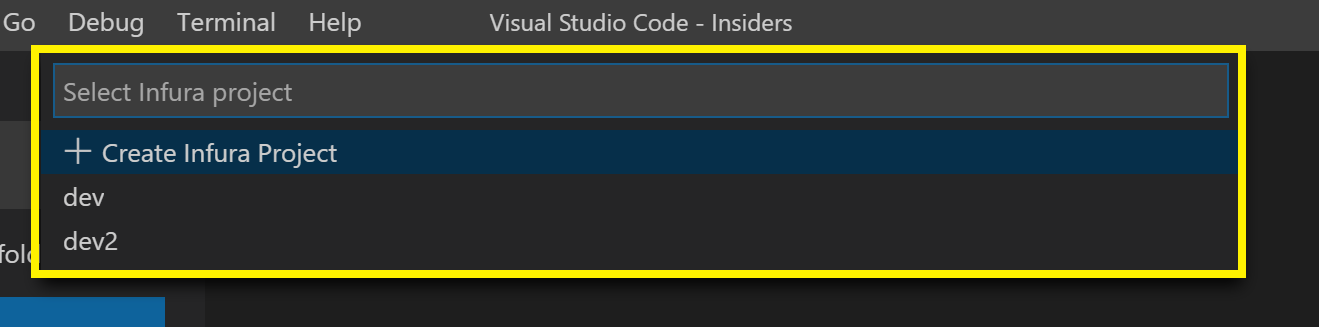 Go Debug Terminal Help Visual Studio Code - Insiders
Select Infura project
+ Create Infura Project
dev
dev2
fold